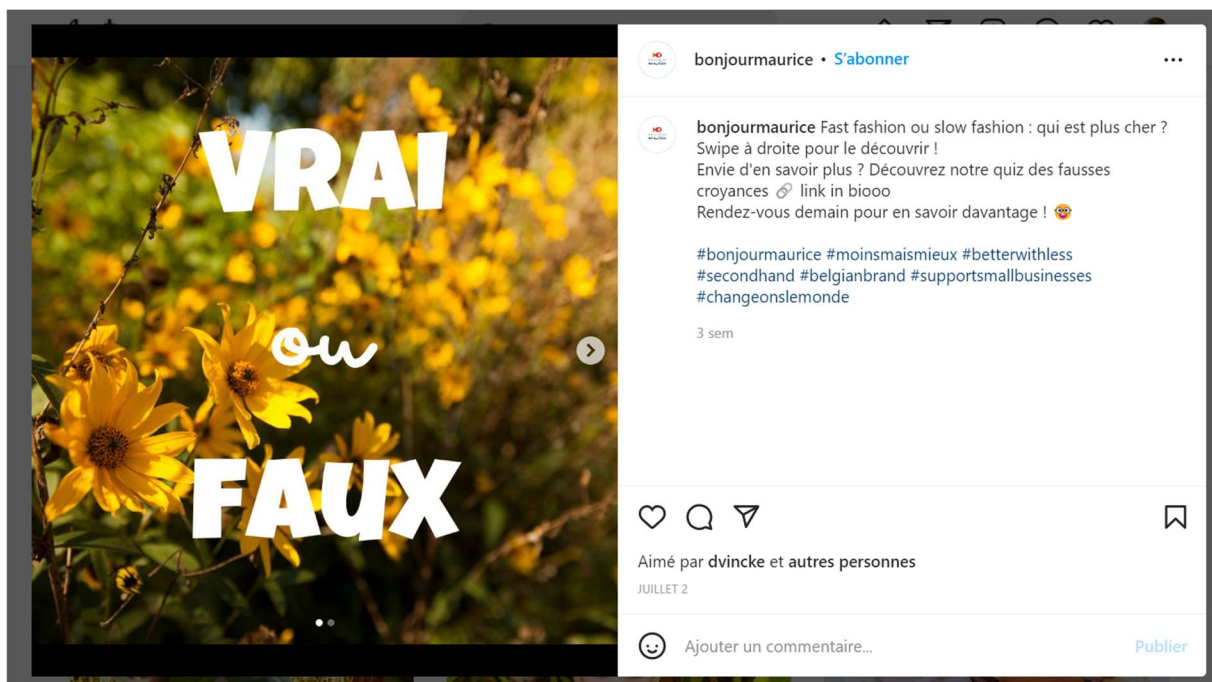 VRAI
ou
FAUX
bonjourmaurice • S'abonner
bonjourmaurice Fast fashion ou slow fashion : qui est plus cher ?
Swipe à droite pour le découvrir !
Envie d'en savoir plus ? Découvrez notre quiz des fausses
croyances 🔗 link in biooo
Rendez-vous demain pour en savoir davantage ! 🤓
#bonjourmaurice #moinsmaismieux #betterwithless
#secondhand #belgianbrand #supportsmallbusinesses
#changeonslemonde
3 sem
Aimé par dvincke et autres personnes
JUILLET 2
Ajouter un commentaire...
Publier